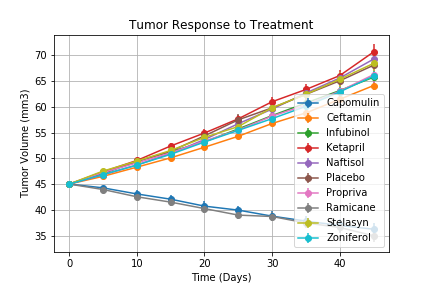 Tumor Response to Treatment
Tumor Volume (mm3)
70
65
60
55
50
45
40
35
Capomulin
Ceftamin
Infubinol
Ketapril
Naftisol
Placebo
Propriva
Ramicane
Stelasyn
Zoniferol
0
10
20
30
40
Time (Days)